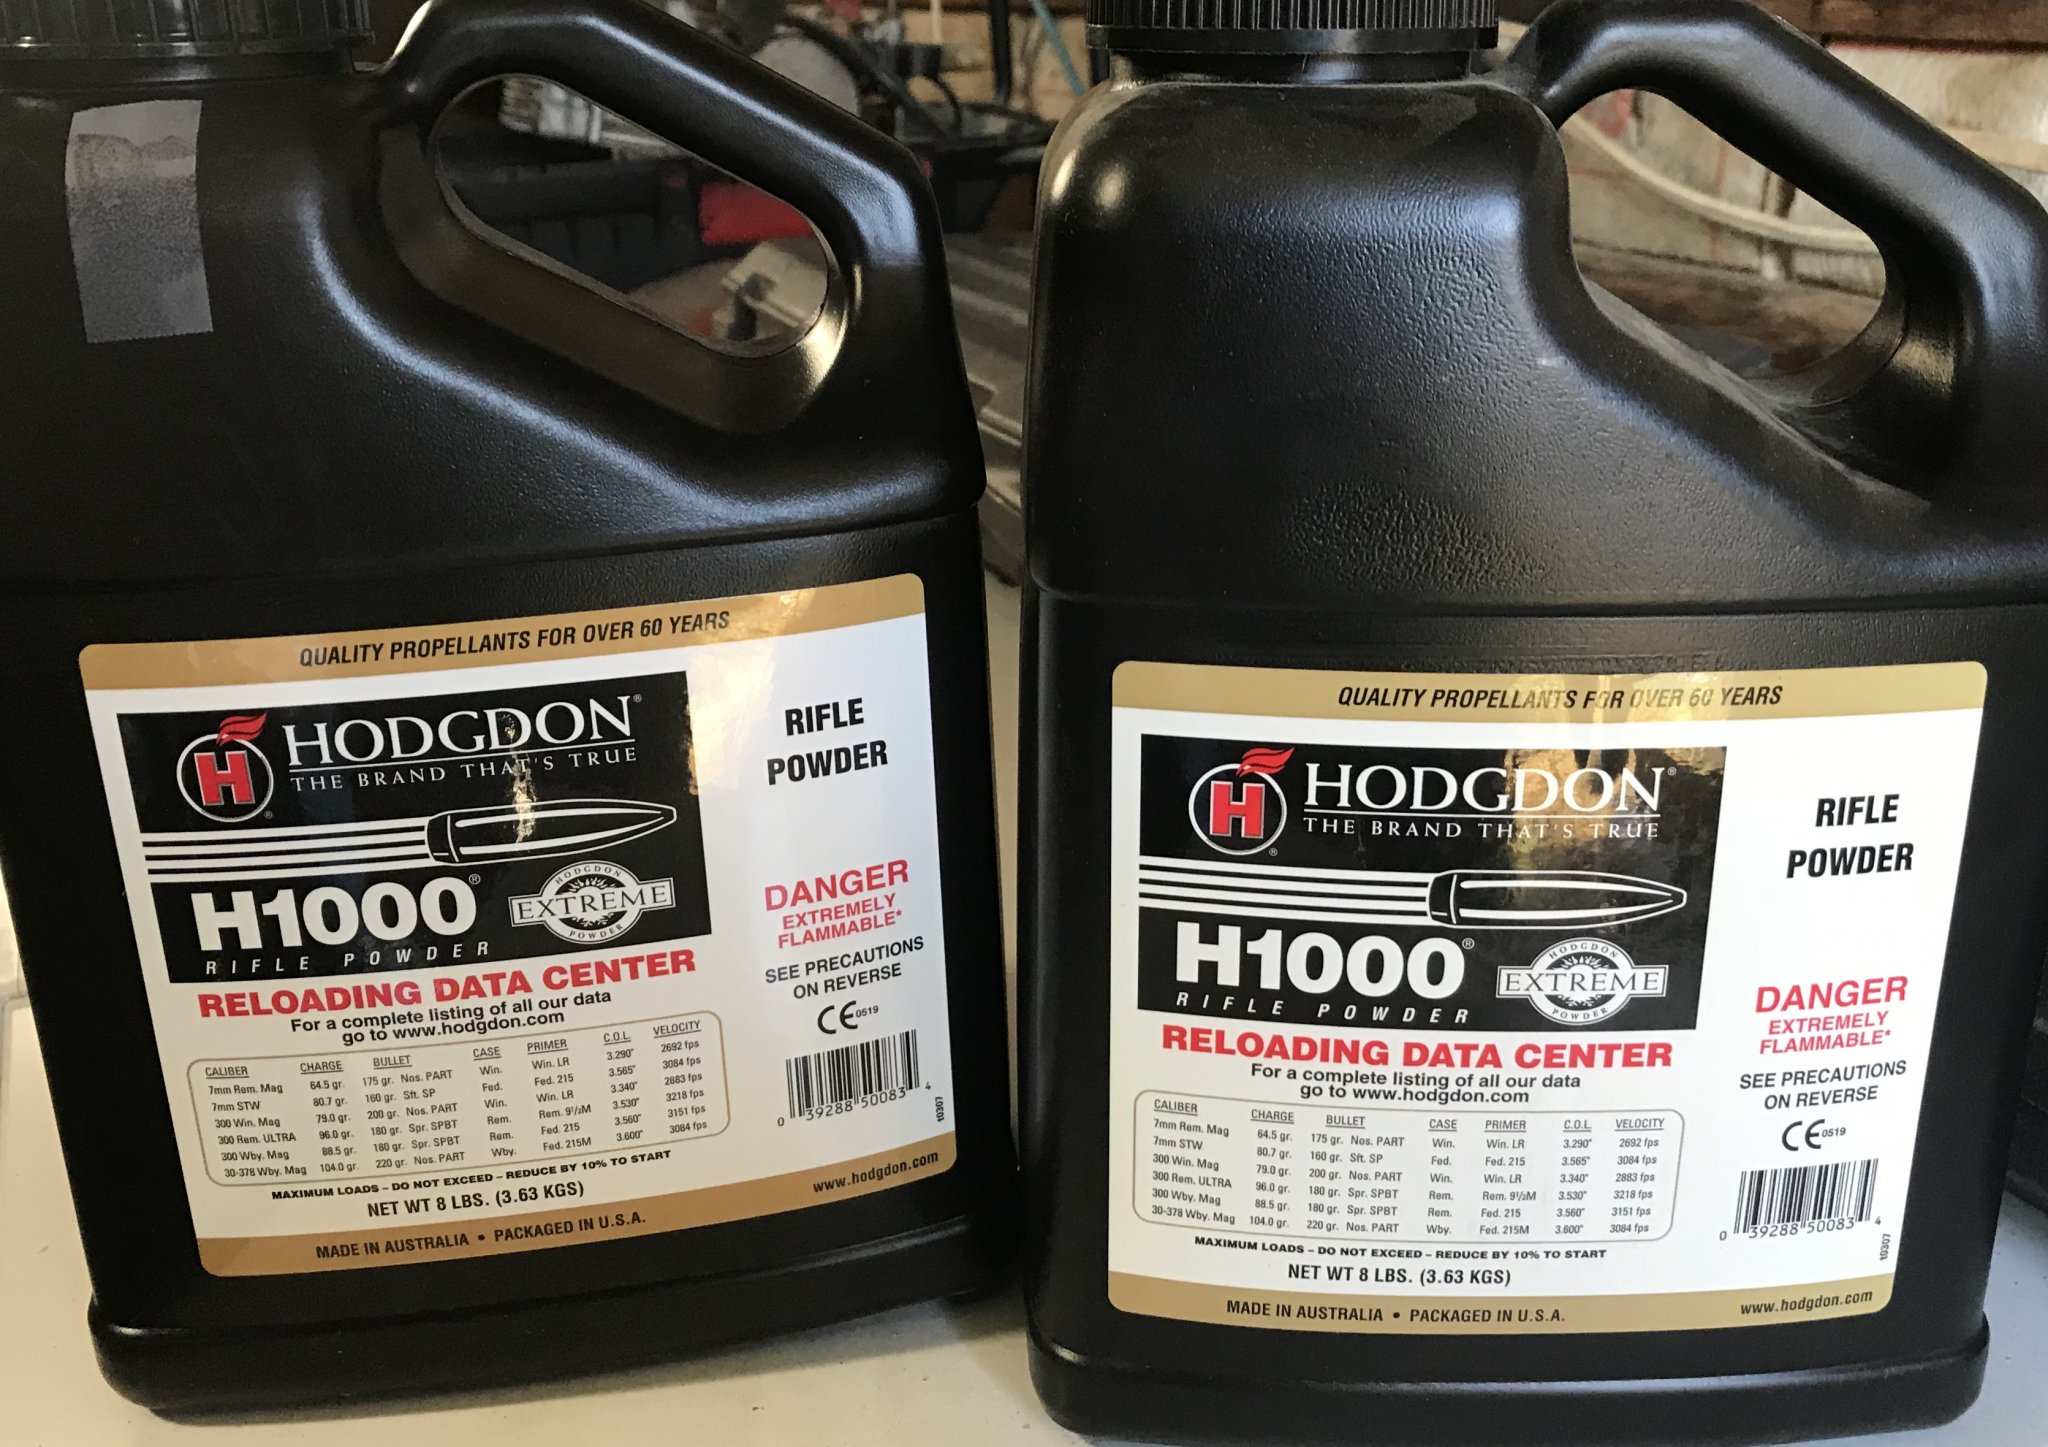 QUALITY PROPELLANTS FOR OVER 60 YEARS
H HODGDON®
THE BRAND THAT'S TRUE
RIFLE
POWDER
H1000®
RIFLE POWDER
HODGDON
EXTREME
POWDER
DANGER
EXTREMELY
FLAMMABLE*
SEE PRECAUTIONS
ON REVERSE
CE 0519
RELOADING DATA CENTER
For a complete listing of all our data
go to www.hodgdon.com
CALIBER CHARGE BULLET CASE PRIMER C.O.L. VELOCITY
7mm Rem. Mag 64.5 gr. 175 gr. Nos. PART Win. Win. LR 3.290" 2692 fps
7mm STW 80.7 gr. 160 gr. Sft. SP Fed. Fed. 215 3.565" 3084 fps
300 Win. Mag 79.0 gr. 200 gr. Nos. PART Win. Win. LR 3.340" 2883 fps
300 Rem. ULTRA 96.0 gr. 180 gr. Spr. SPBT Rem. Rem. 9½M 3.530" 3218 fps
300 Wby. Mag 88.5 gr. 180 gr. Spr. SPBT Rem. Fed. 215 3.560" 3151 fps
30-378 Wby. Mag 104.0 gr. 220 gr. Nos. PART Wby. Fed. 215M 3.600" 3084 fps
MAXIMUM LOADS – DO NOT EXCEED – REDUCE BY 10% TO START
NET WT 8 LBS. (3.63 KGS)
0 39288 50083 4
10307
MADE IN AUSTRALIA • PACKAGED IN U.S.A.
www.hodgdon.com
QUALITY PROPELLANTS FOR OVER 60 YEARS
H HODGDON®
THE BRAND THAT'S TRUE
RIFLE
POWDER
H1000®
RIFLE POWDER
HODGDON
EXTREME
POWDER
DANGER
EXTREMELY
FLAMMABLE*
SEE PRECAUTIONS
ON REVERSE
CE 0519
RELOADING DATA CENTER
For a complete listing of all our data
go to www.hodgdon.com
CALIBER CHARGE BULLET CASE PRIMER C.O.L. VELOCITY
7mm Rem. Mag 64.5 gr. 175 gr. Nos. PART Win. Win. LR 3.290" 2692 fps
7mm STW 80.7 gr. 160 gr. Sft. SP Fed. Fed. 215 3.565" 3084 fps
300 Win. Mag 79.0 gr. 200 gr. Nos. PART Win. Win. LR 3.340" 2883 fps
300 Rem. ULTRA 96.0 gr. 180 gr. Spr. SPBT Rem. Rem. 9½M 3.530" 3218 fps
300 Wby. Mag 88.5 gr. 180 gr. Spr. SPBT Rem. Fed. 215 3.560" 3151 fps
30-378 Wby. Mag 104.0 gr. 220 gr. Nos. PART Wby. Fed. 215M 3.600" 3084 fps
MAXIMUM LOADS – DO NOT EXCEED – REDUCE BY 10% TO START
NET WT 8 LBS. (3.63 KGS)
0 39288 50083 4
10307
MADE IN AUSTRALIA • PACKAGED IN U.S.A.
www.hodgdon.com